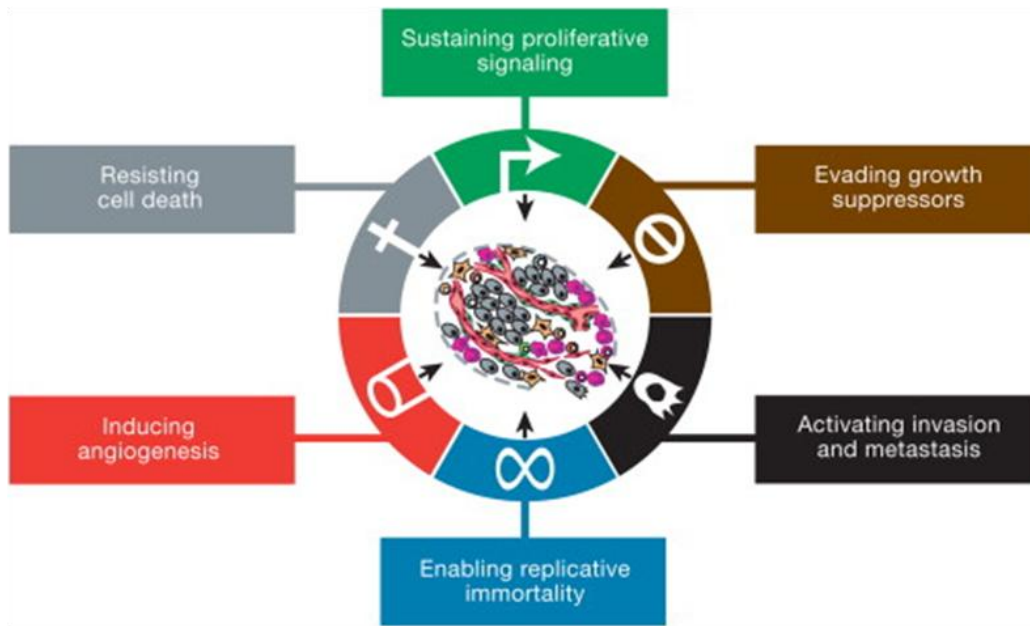 Sustaining proliferative
signaling
Resisting
cell death
Evading growth
suppressors
Inducing
angiogenesis
Activating invasion
and metastasis
Enabling replicative
immortality